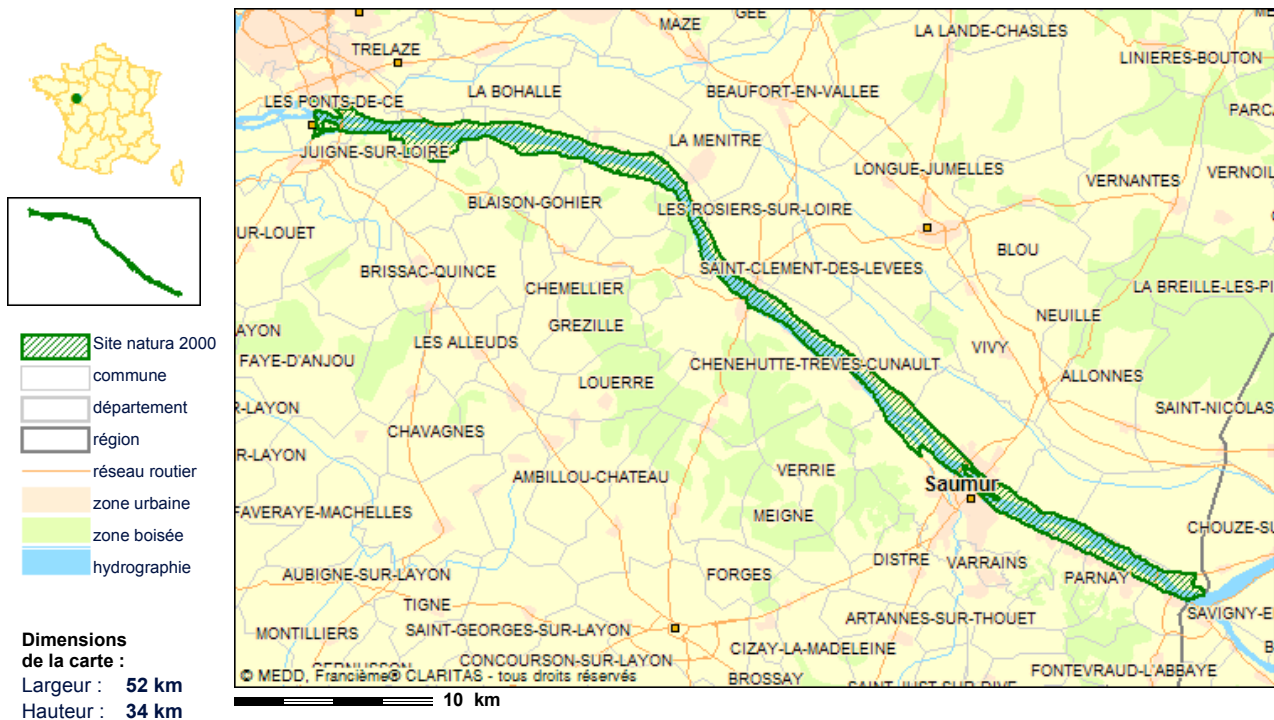 MAZE
GEE
LA LANDE-CHASLES
TRELAZE
LINIERES-BOUTON
LES PONTS-DE-CE
LA BOHALLE
BEAUFORT-EN-VALLEE
JUIGNE-SUR-LOIRE
LA MENITRE
LONGUE-JUMELLES
VERNANTES
BLAISON-GOHIER
LES ROSIERS-SUR-LOIRE
UR-LOUET
BLOU
BRISSAC-QUINCE
SAINT-CLEMENT-DES-LEVEES
CHEMELLIER
LA BREILLE-LES-PI
NEUILLE
AYON
GREZILLE
LES ALLEUDS
VIVY
FAYE-D'ANJOU
CHENEHUTTE-TREVES-CUNAULT
LOUERRE
ALLONNES
R-LAYON
SAINT-NICOLAS
CHAVAGNES
UR-LAYON
AMBILLOU-CHATEAU
VERRIE
Saumur
FAVERAYE-MACHELLES
MEIGNE
CHOUZE-SU
DISTRE
VARRAINS
AUBIGNE-SUR-LAYON
FORGES
PARNAY
TIGNE
ARTANNES-SUR-THOUET
SAVIGNY-E
MONTILLIERS
SAINT-GEORGES-SUR-LAYON
CIZAY-LA-MADELEINE
CONCOURSON-SUR-LAYON
FONTEVRAUD-L'ABBAYE
BROSSAY
© MEDD, Francième® CLARITAS - tous droits réservés
10 km
Site natura 2000
commune
département
région
réseau routier
zone urbaine
zone boisée
hydrographie
Dimensions
de la carte :
Largeur : 52 km
Hauteur : 34 km